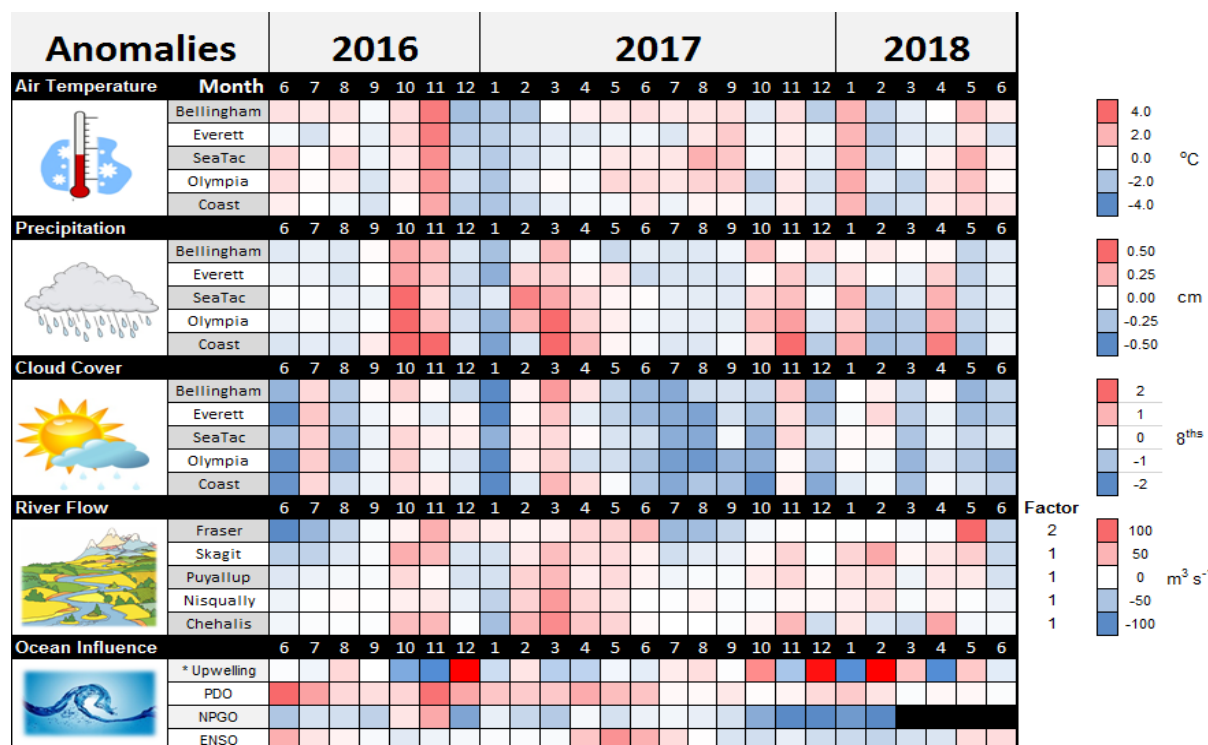 Anomalies 2016 2017 2018
Air Temperature Month 6 7 8 9 10 11 12 1 2 3 4 5 6 7 8 9 10 11 12 1 2 3 4 5 6
Bellingham 4.0
Everett 2.0
SeaTac 0.0 °C
Olympia -2.0
Coast -4.0
Precipitation 6 7 8 9 10 11 12 1 2 3 4 5 6 7 8 9 10 11 12 1 2 3 4 5 6
Bellingham 0.50
Everett 0.25
SeaTac 0.00 cm
Olympia -0.25
Coast -0.50
Cloud Cover 6 7 8 9 10 11 12 1 2 3 4 5 6 7 8 9 10 11 12 1 2 3 4 5 6
Bellingham 2
Everett 1
SeaTac 0 8ths
Olympia -1
Coast -2
River Flow 6 7 8 9 10 11 12 1 2 3 4 5 6 7 8 9 10 11 12 1 2 3 4 5 6 Factor
Fraser 2 100
Skagit 1 50
Puyallup 1 0 m³ s⁻
Nisqually 1 -50
Chehalis 1 -100
Ocean Influence 6 7 8 9 10 11 12 1 2 3 4 5 6 7 8 9 10 11 12 1 2 3 4 5 6
* Upwelling
PDO
NPGO
ENSO